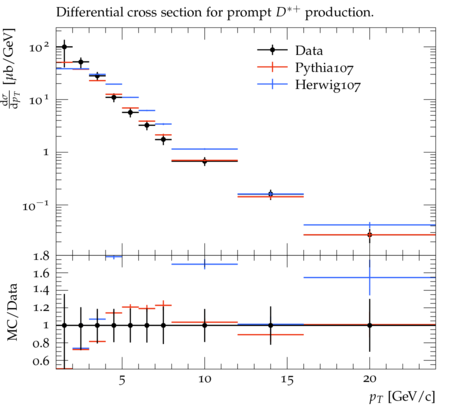 Differential cross section for prompt D*+ production.
dσ/dpT [μb/GeV]
10²
10¹
1
10⁻¹
Data
Pythia107
Herwig107
MC/Data
1.8
1.6
1.4
1.2
1
0.8
0.6
5 10 15 20
pT [GeV/c]